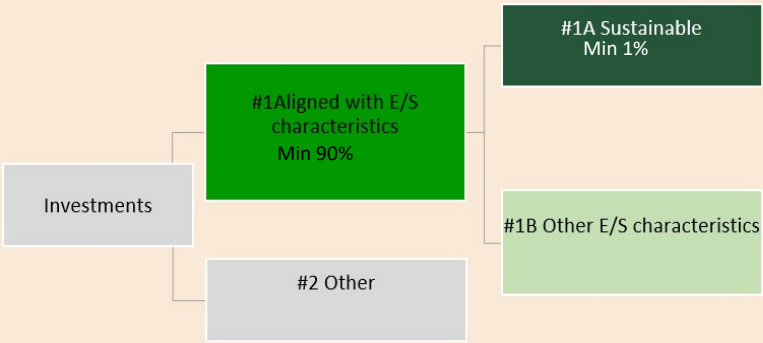 #1A Sustainable
Min 1%
#1Aligned with E/S
characteristics
Min 90%
Investments
#1B Other E/S characteristics
#2 Other